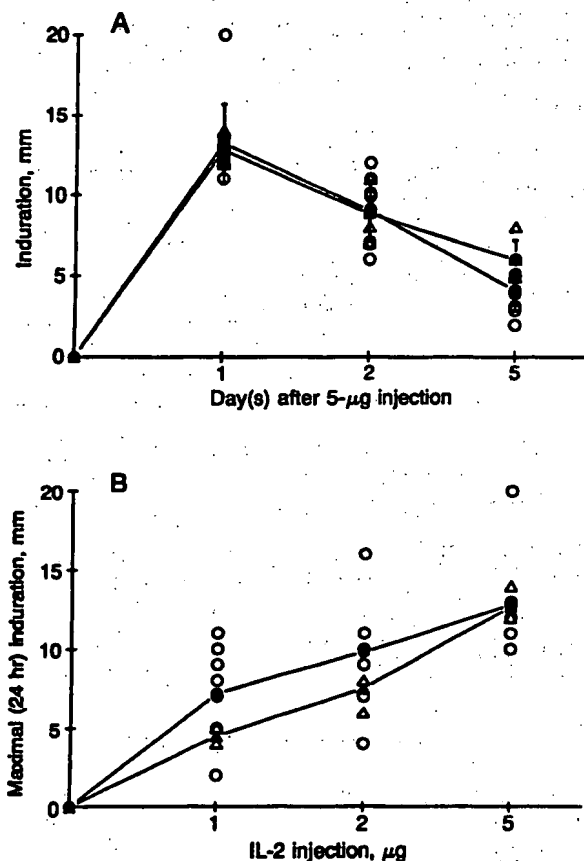 A
20
15
10
5
0
Induration, mm
1 2 5
Day(s) after 5-μg injection
B
20
15
10
5
0
Maximal (24 hr) induration, mm
1 2 5
IL-2 injection, μg